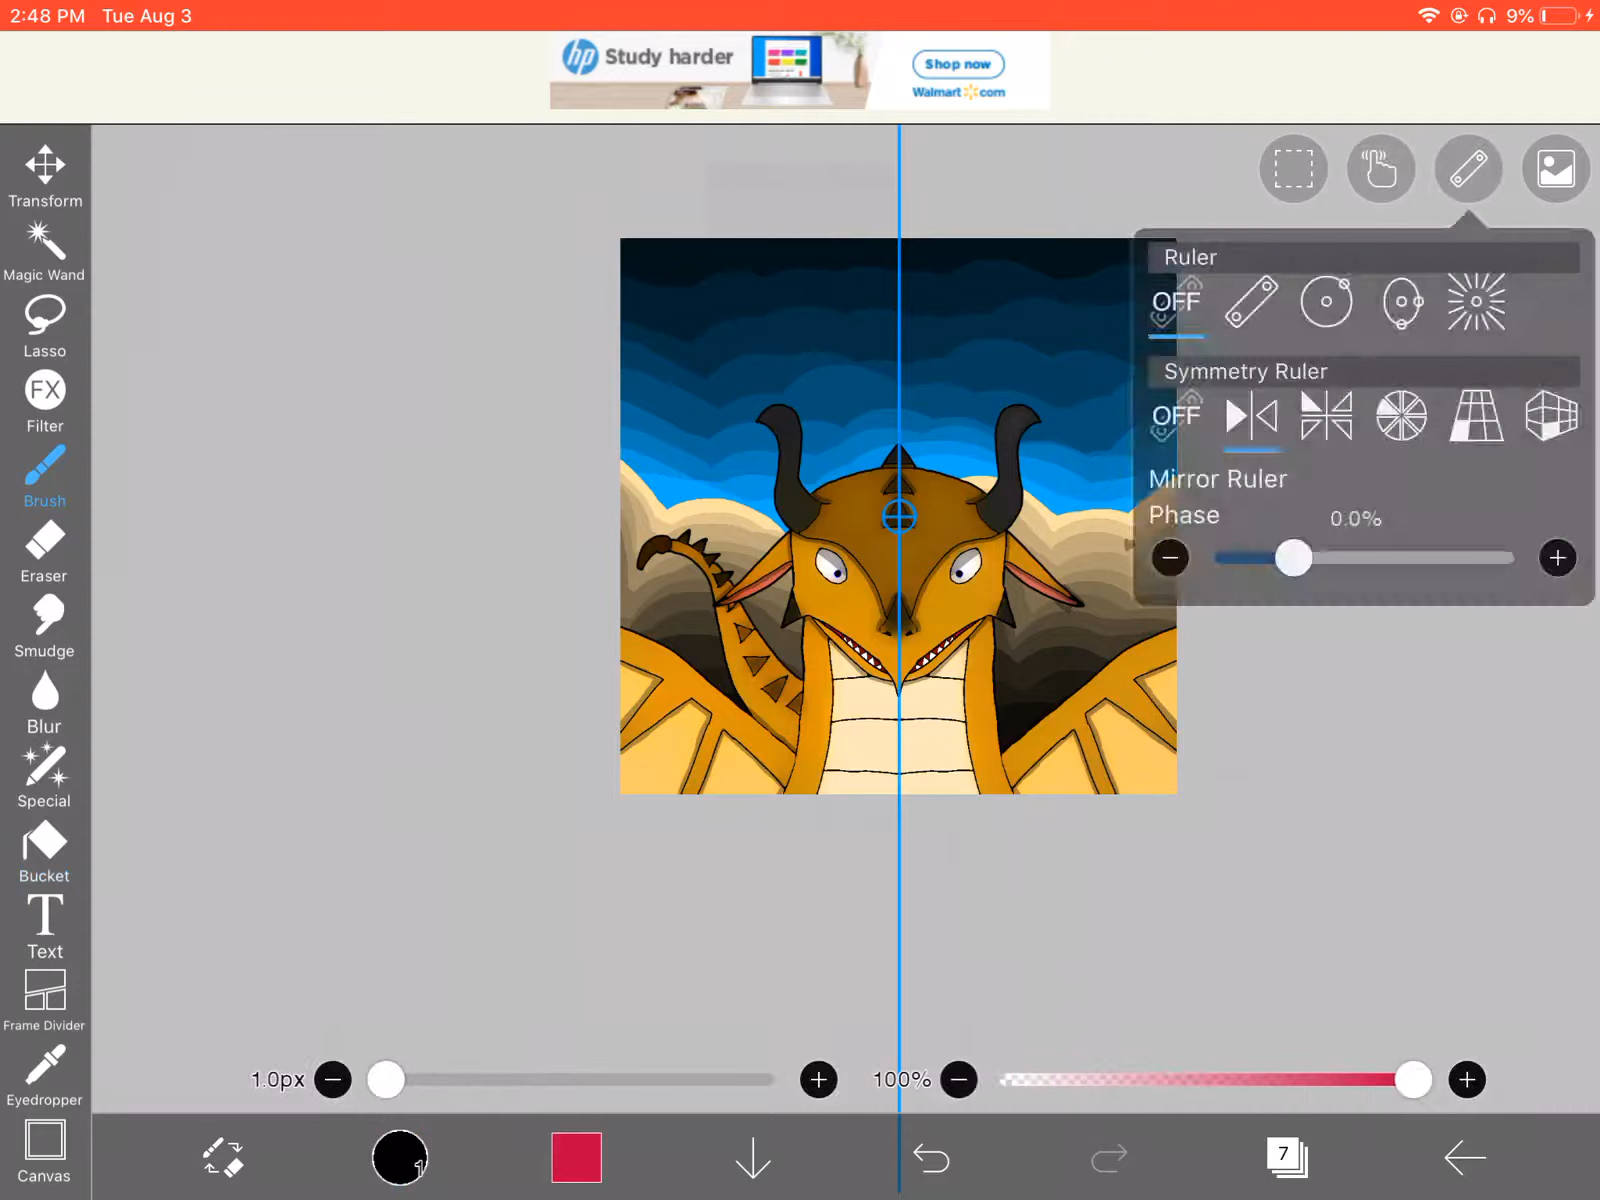 2:48 PM Tue Aug 3
9%
hp Study harder
Shop now
Walmart com
Transform
Magic Wand
Lasso
FX
Filter
Brush
Eraser
Smudge
Blur
Special
Bucket
T
Text
Frame Divider
Eyedropper
Canvas
Ruler
OFF
Symmetry Ruler
OFF
Mirror Ruler
Phase 0.0%
1.0px
100%
1
7